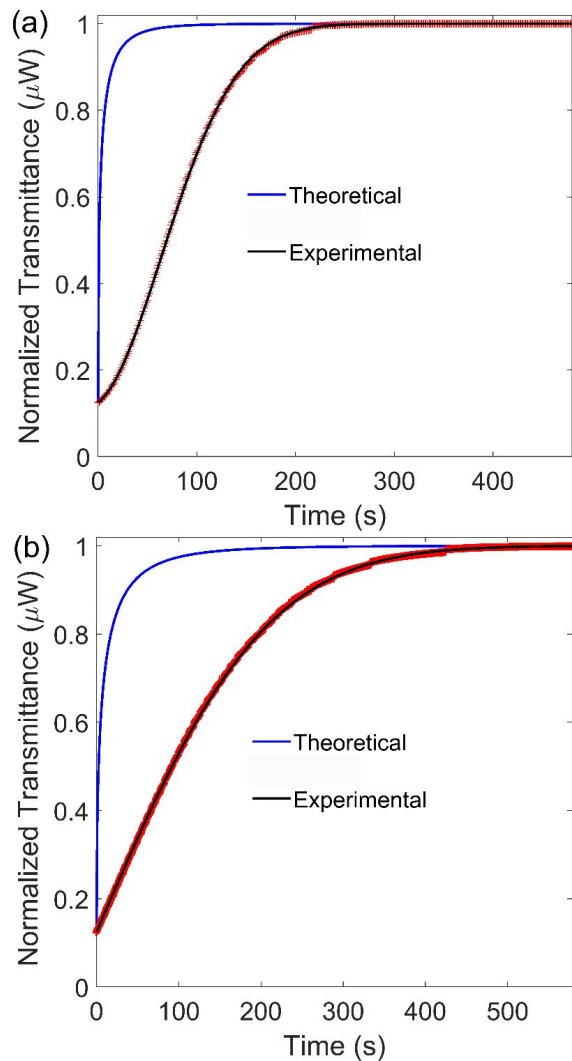 (a)
Normalized Transmittance (μW)
1
0.8
0.6
0.4
0.2
0
Theoretical
Experimental
0 100 200 300 400
Time (s)
(b)
Normalized Transmittance (μW)
1
0.8
0.6
0.4
0.2
0
Theoretical
Experimental
0 100 200 300 400 500
Time (s)